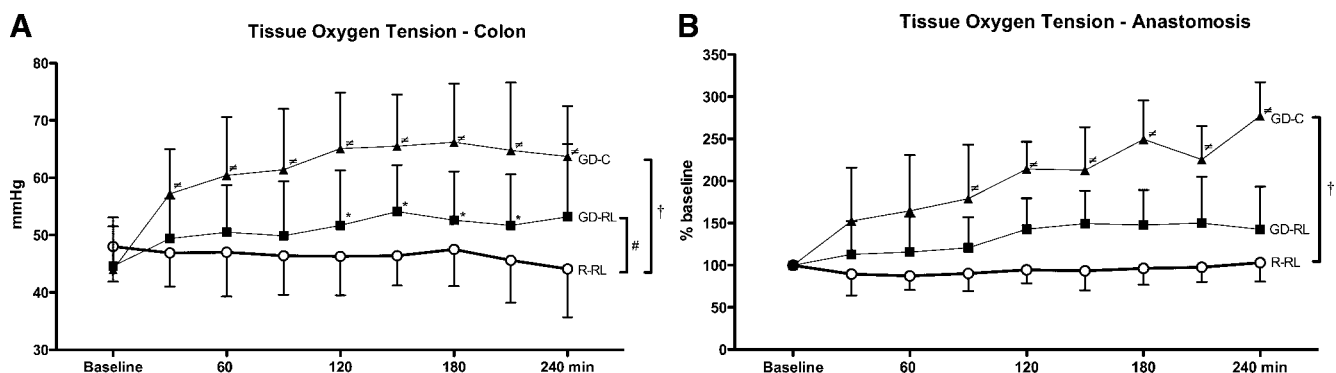 A
Tissue Oxygen Tension - Colon
80
70
60
50
40
30
mmHg
≠
≠
≠
≠
≠
≠
≠
≠
GD-C
*
*
*
*
GD-RL
R-RL
#
†
Baseline
60
120
180
240 min
B
Tissue Oxygen Tension - Anastomosis
350
300
250
200
150
100
50
0
% baseline
≠
≠
≠
≠
≠
≠
GD-C
GD-RL
R-RL
†
Baseline
60
120
180
240 min